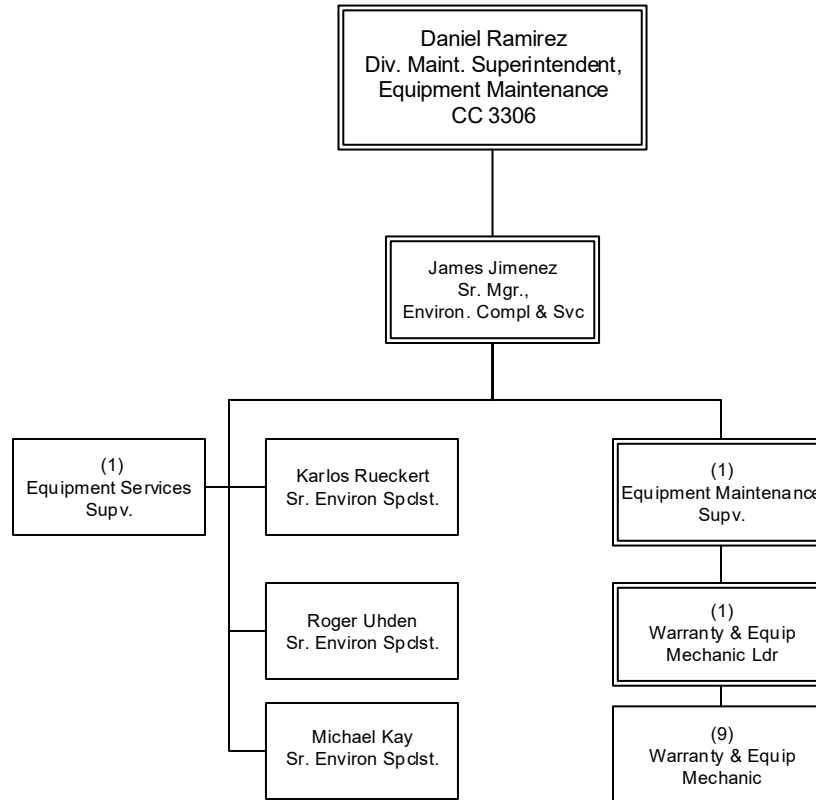 Daniel Ramirez
Div. Maint. Superintendent,
Equipment Maintenance
CC 3306
James Jimenez
Sr. Mgr.,
Environ. Compl & Svc
(1)
Equipment Services
Supv.
Karlos Rueckert
Sr. Environ Spclst.
(1)
Equipment Maintenance
Supv.
Roger Uhden
Sr. Environ Spclst.
(1)
Warranty & Equip
Mechanic Ldr
Michael Kay
Sr. Environ Spclst.
(9)
Warranty & Equip
Mechanic